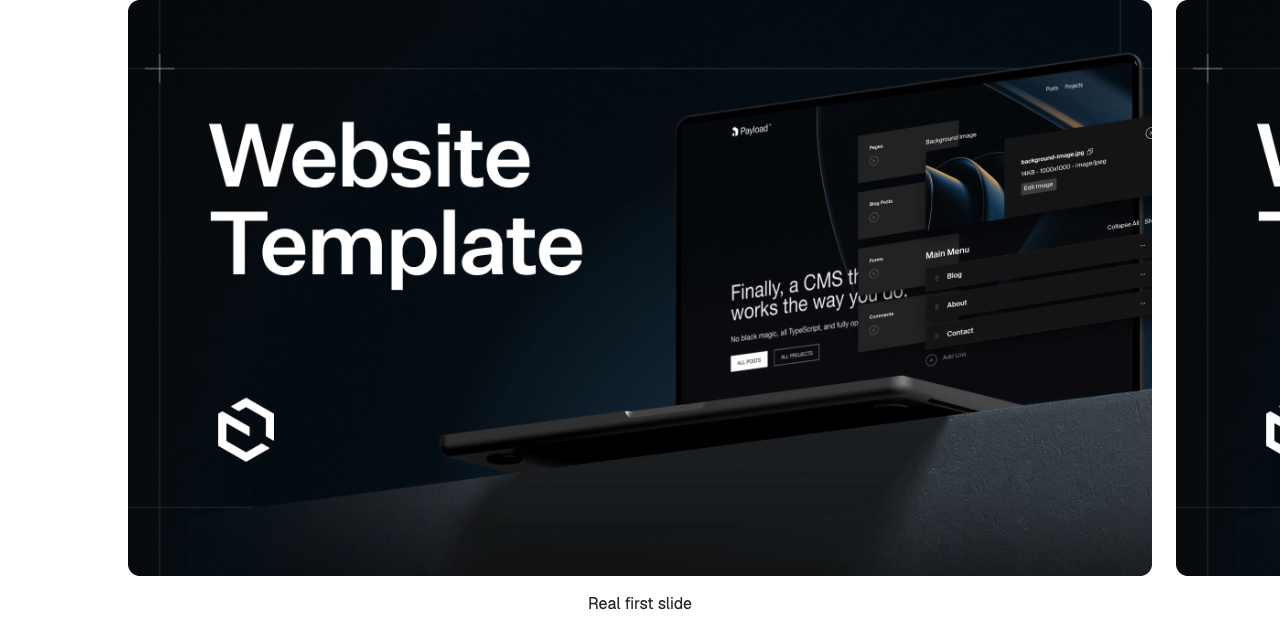 Website
Template
Payload
Posts Projects
Pages
Background Image
background-image.jpg
14KB - 1000x1000 - image/jpeg
Edit Image
Blog Posts
Collapse All
Forms
Main Menu
Blog
Finally, a CMS th
works the way you do.
About
Comments
No black magic, all TypeScript, and fully op
Contact
ALL POSTS ALL PROJECTS
Add Link
Real first slide